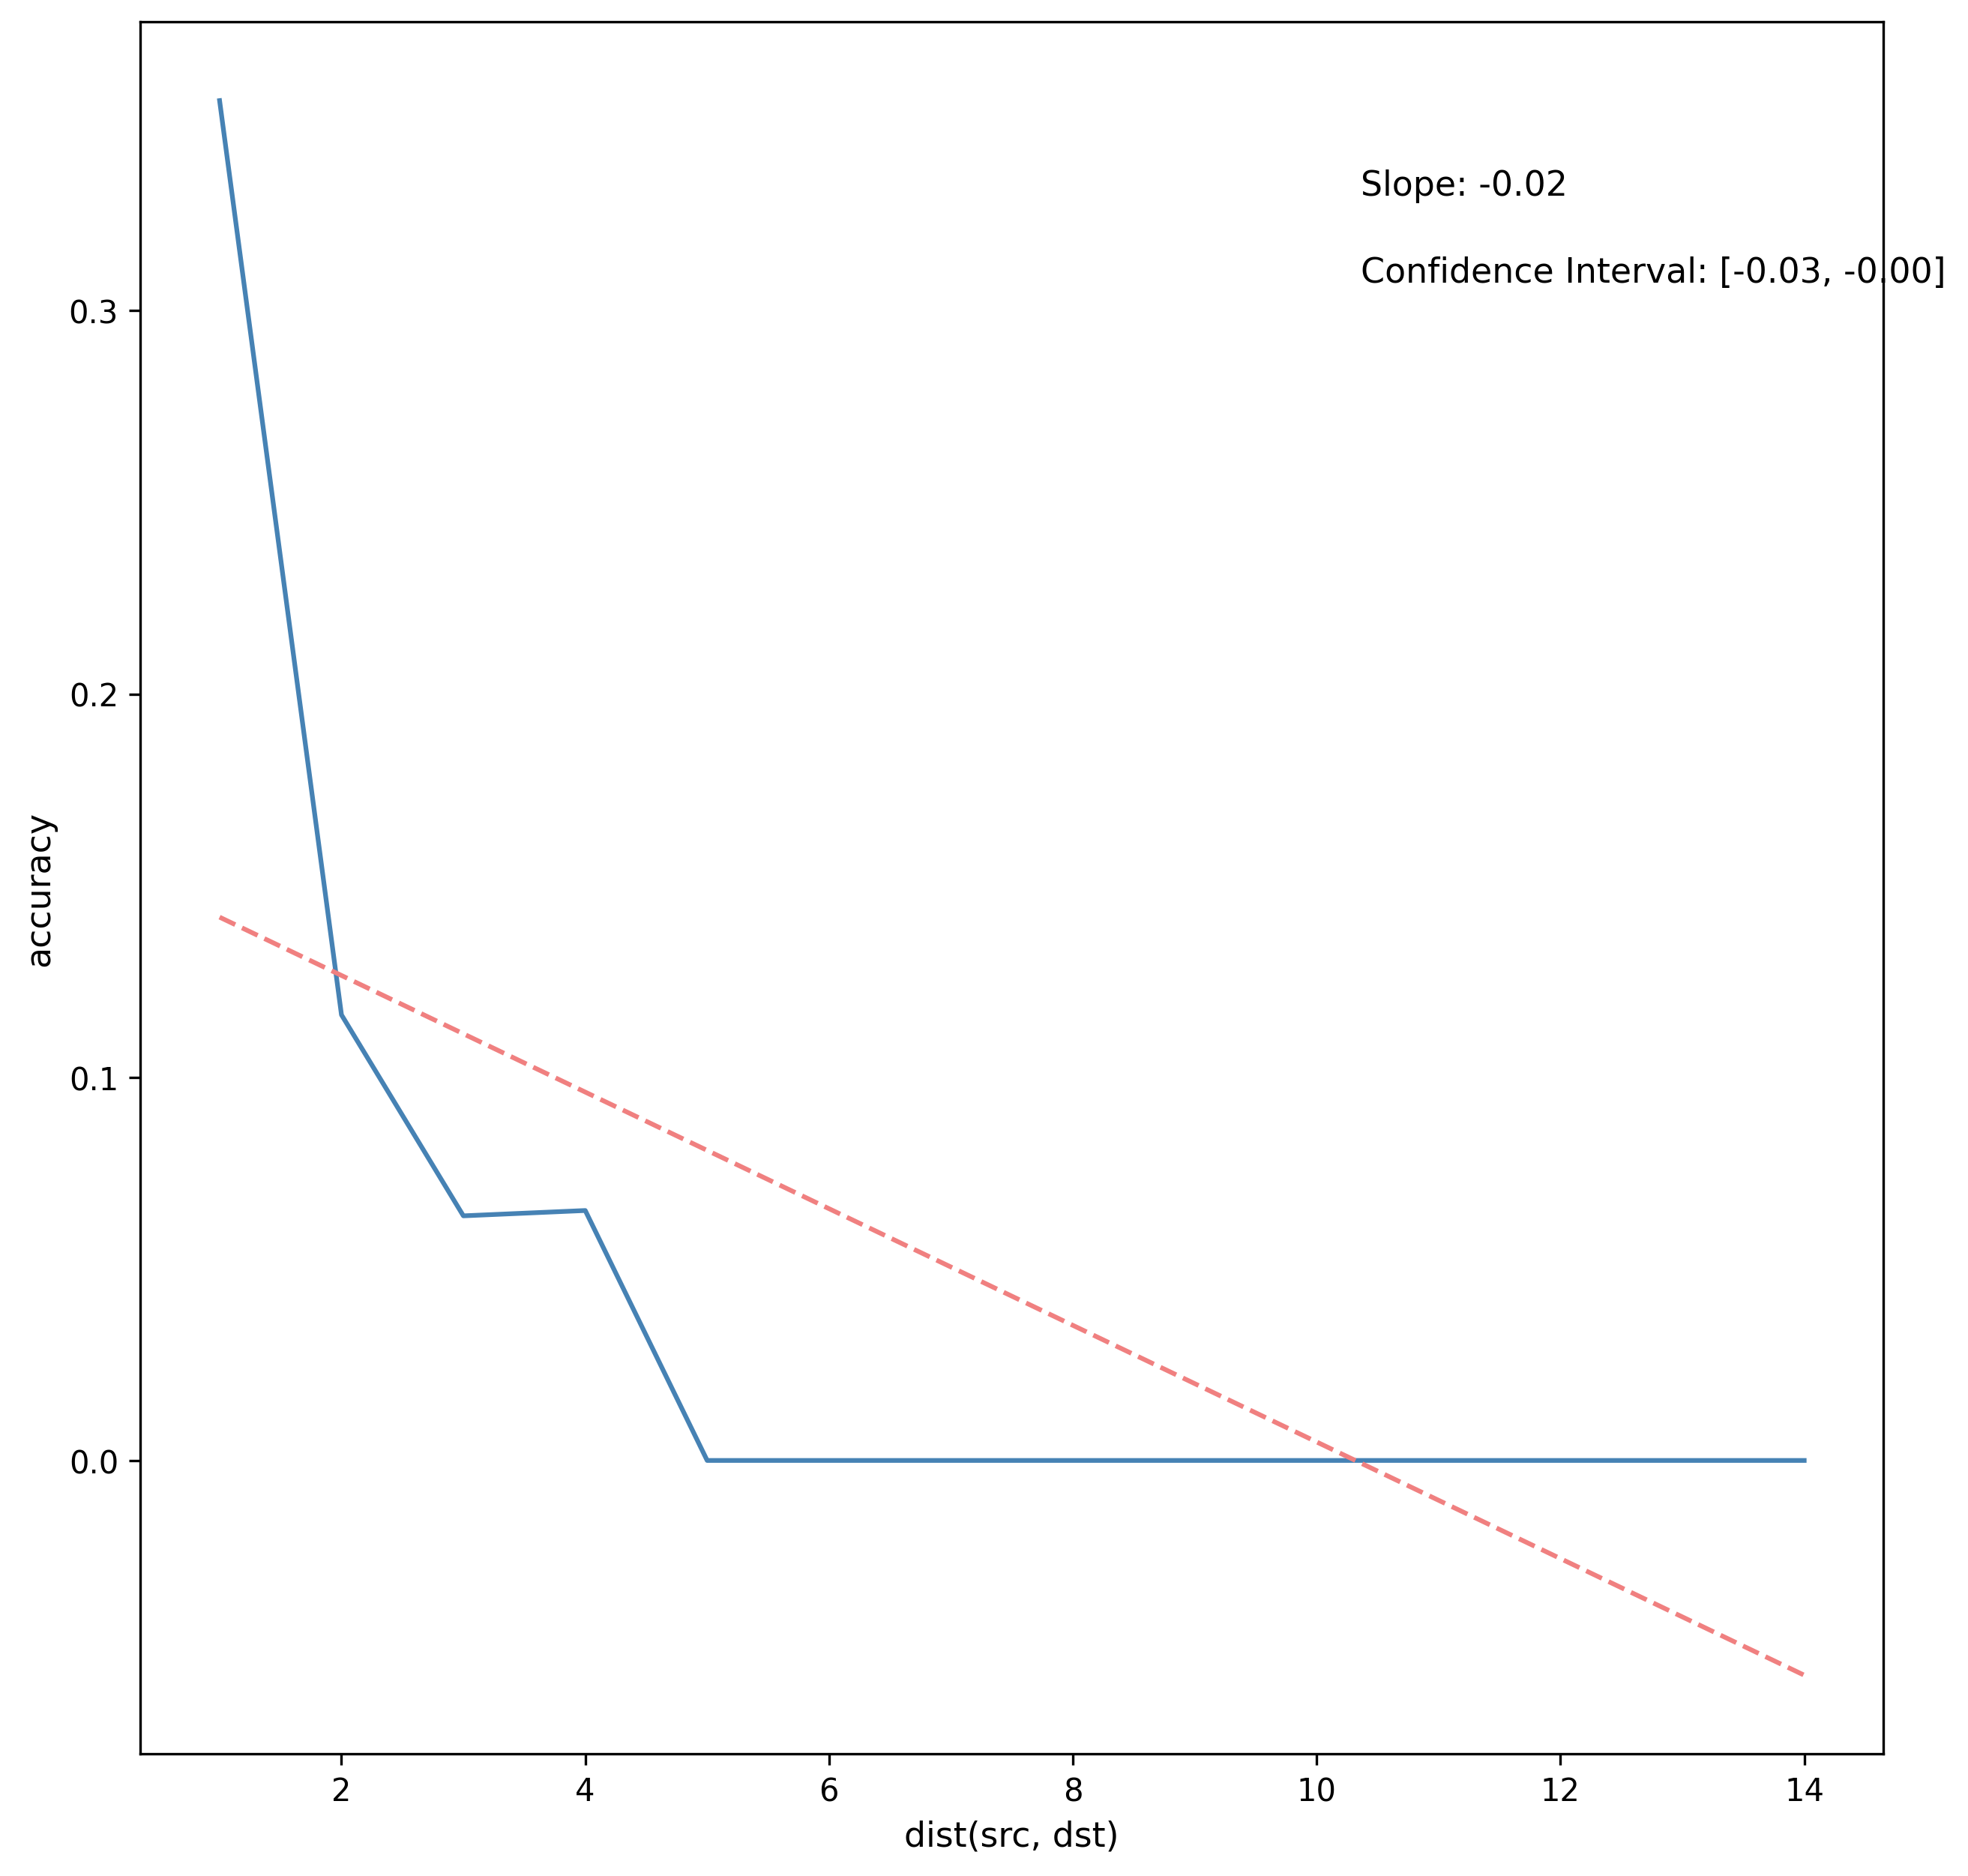 Slope: -0.02
Confidence Interval: [-0.03, -0.00]
0.3
0.2
0.1
0.0
accuracy
2 4 6 8 10 12 14
dist(src, dst)